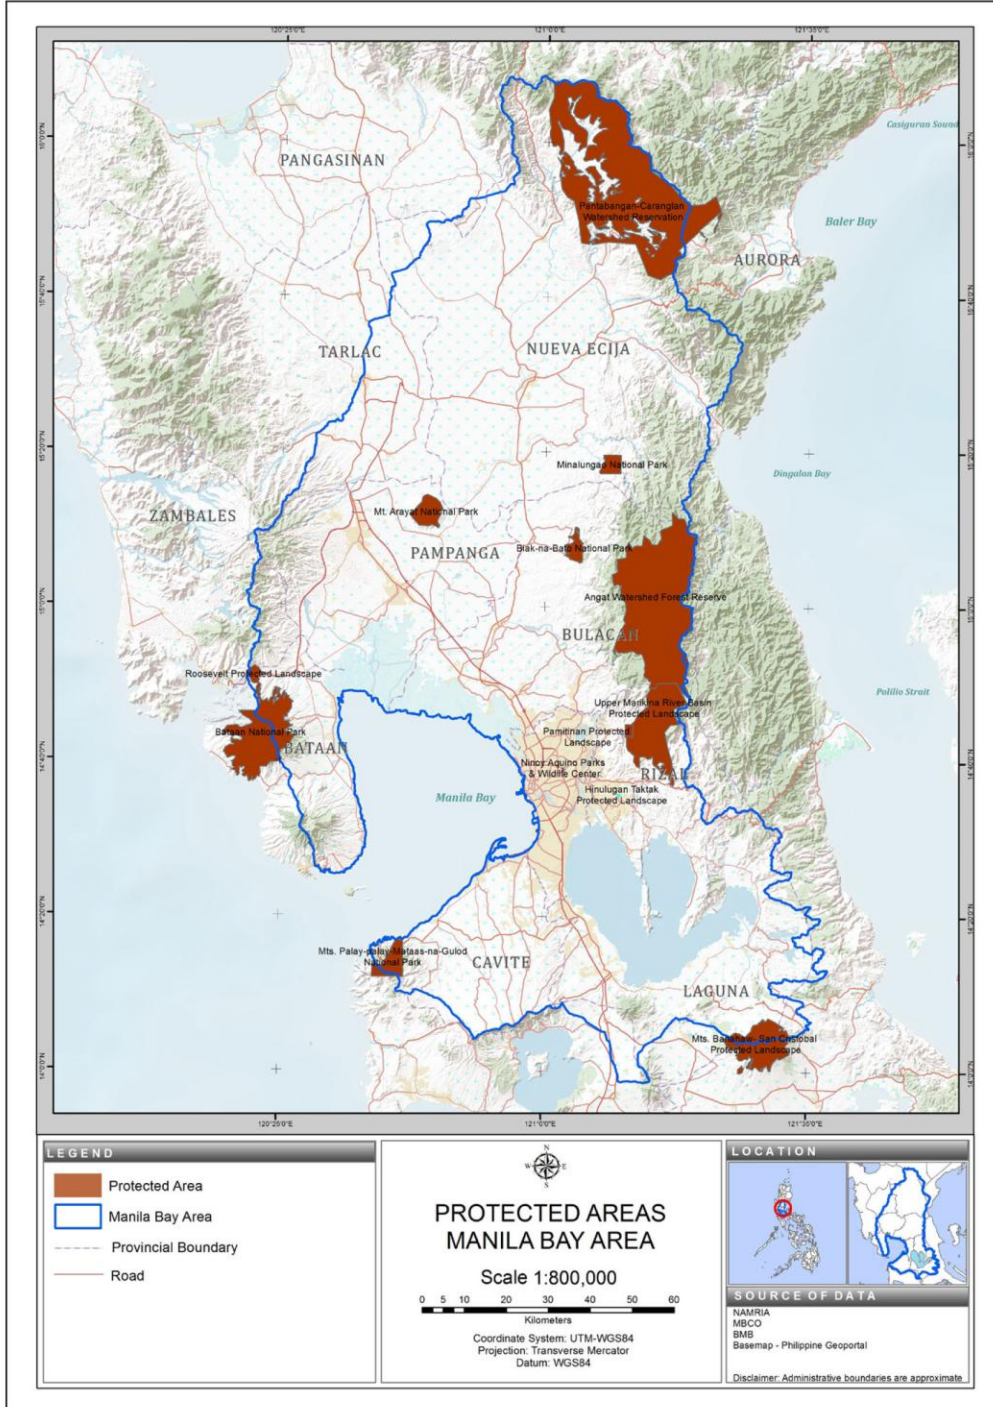 120°25'0"E
121°0'0"E
121°35'0"E
Casiguran Sound
PANGASINAN
Pantabangan-Caranglan
Watershed Reservation
Baler Bay
AURORA
TARLAC
NUEVA ECIJA
Minalungao National Park
Dingalan Bay
Mt. Arayat National Park
ZAMBALES
Biak-na-Bato National Park
PAMPANGA
Angat Watershed Forest Reserve
BULACAN
Roosevelt Protected Landscape
Polilio Strait
Upper Marikina River Basin
Protected Landscape
Bataan National Park
Pamitinan Protected
Landscape
BATAAN
Ninoy Aquino Parks
& Wildlife Center
RIZAL
Hinulugan Taktak
Protected Landscape
Manila Bay
Mts. Palay-palay-Mataas-na-Gulod
National Park
CAVITE
LAGUNA
Mts. Banahaw- San Cristobal
Protected Landscape
121°0'0"E
LEGEND
Protected Area
Manila Bay Area
Provincial Boundary
Road
N
W
E
S
PROTECTED AREAS
MANILA BAY AREA
Scale 1:800,000
0 5 10 20 30 40 50 60
Kilometers
Coordinate System: UTM-WGS84
Projection: Transverse Mercator
Datum: WGS84
LOCATION
SOURCE OF DATA
NAMRIA
MBCO
BMB
Basemap - Philippine Geoportal
Disclaimer: Administrative boundaries are approximate